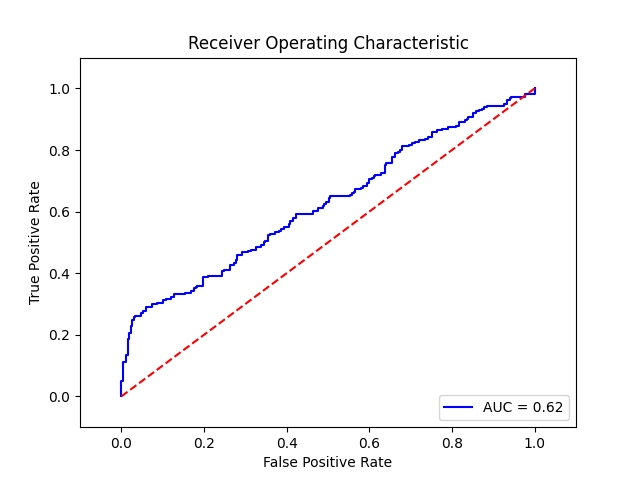 Receiver Operating Characteristic
True Positive Rate
1.0
0.8
0.6
0.4
0.2
0.0
AUC = 0.62
0.0 0.2 0.4 0.6 0.8 1.0
False Positive Rate